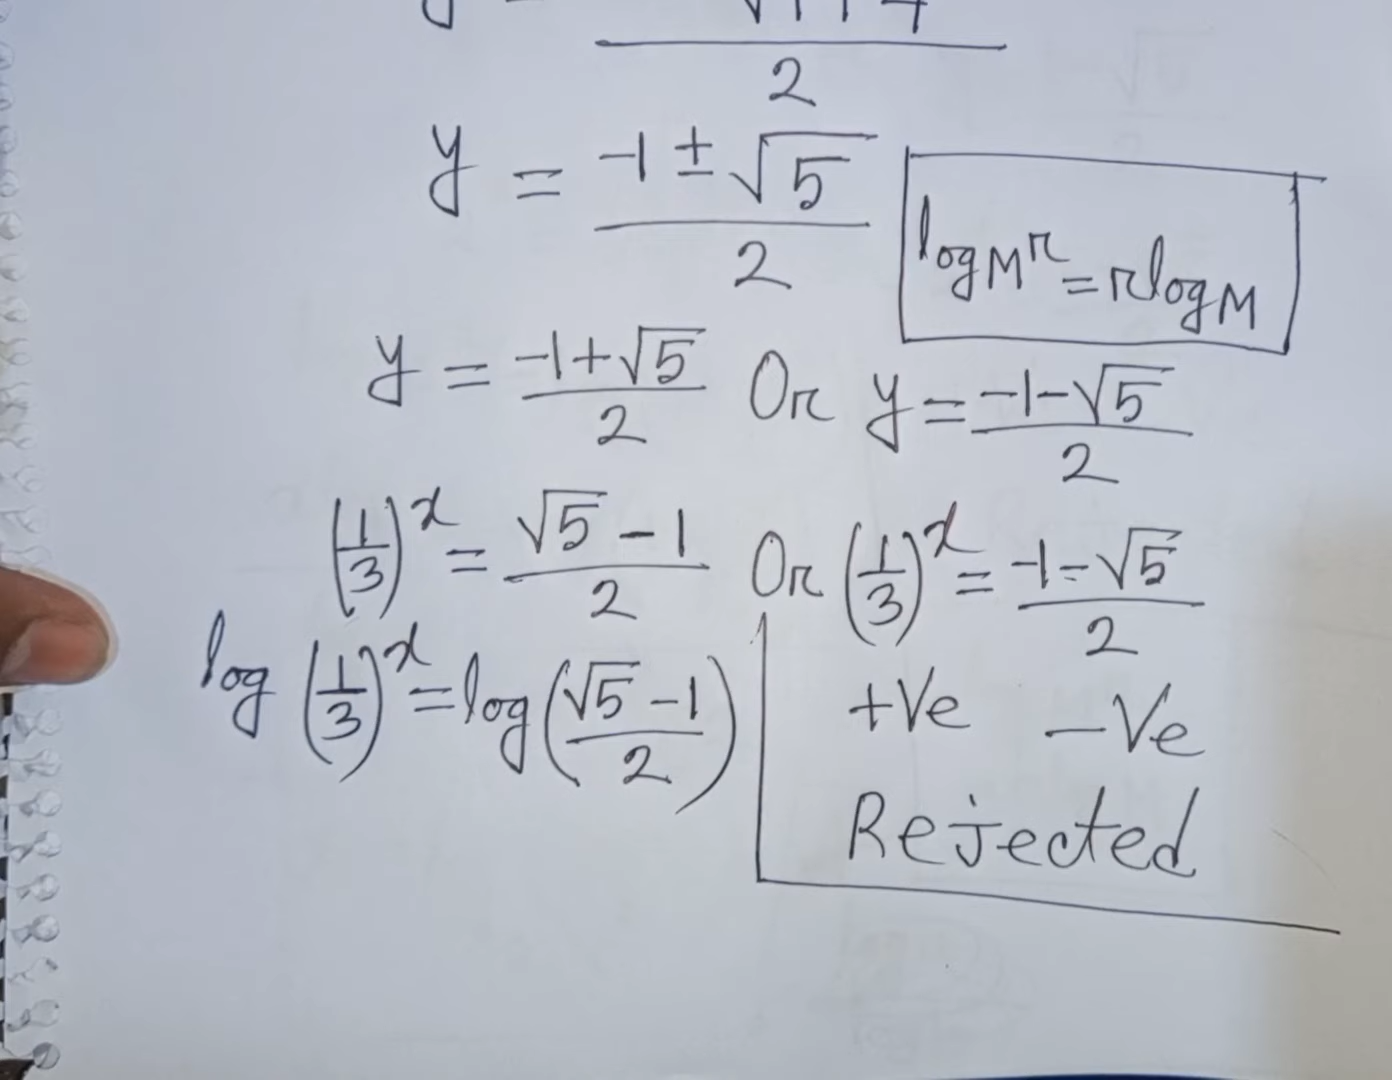 2
y = (-1 ± √5)/2
log M^r = r log M
y = (-1+√5)/2 Or y = (-1-√5)/2
(1/3)^x = (√5 - 1)/2 Or (1/3)^x = (-1-√5)/2
log (1/3)^x = log ((√5 - 1)/2)
+Ve -Ve
Rejected